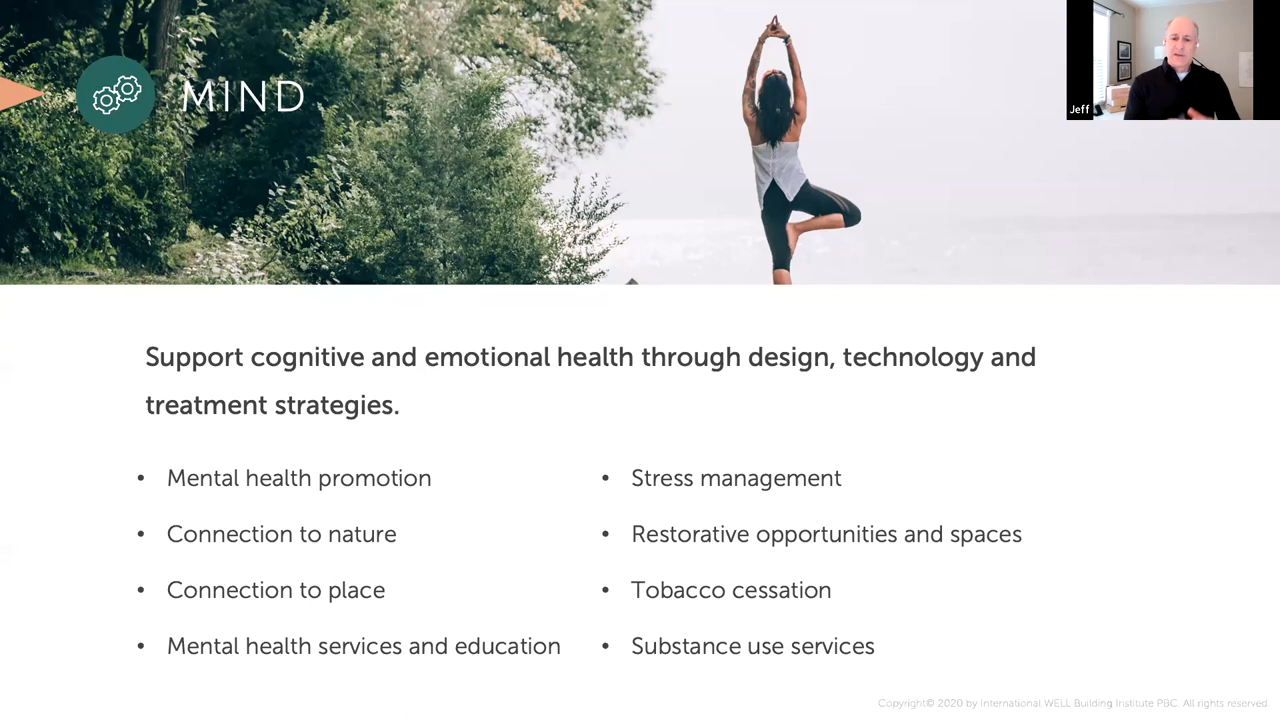 MIND
Jeff
Support cognitive and emotional health through design, technology and
treatment strategies.
• Mental health promotion
• Connection to nature
• Connection to place
• Mental health services and education
• Stress management
• Restorative opportunities and spaces
• Tobacco cessation
• Substance use services
Copyright© 2020 by International WELL Building Institute PBC. All rights reserved.